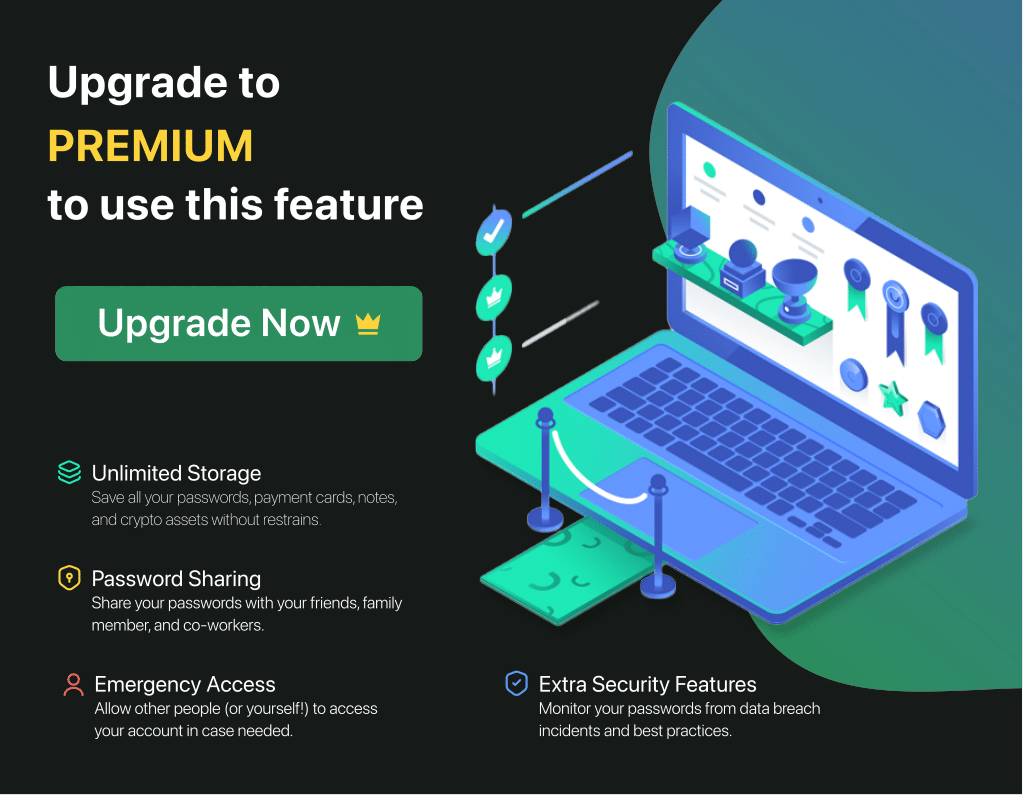 Upgrade to
PREMIUM
to use this feature
Upgrade Now
Unlimited Storage
Save all your passwords, payment cards, notes,
and crypto assets without restrains.
Password Sharing
Share your passwords with your friends, family
member, and co-workers.
Emergency Access
Allow other people (or yourself!) to access
your account in case needed.
Extra Security Features
Monitor your passwords from data breach
incidents and best practices.